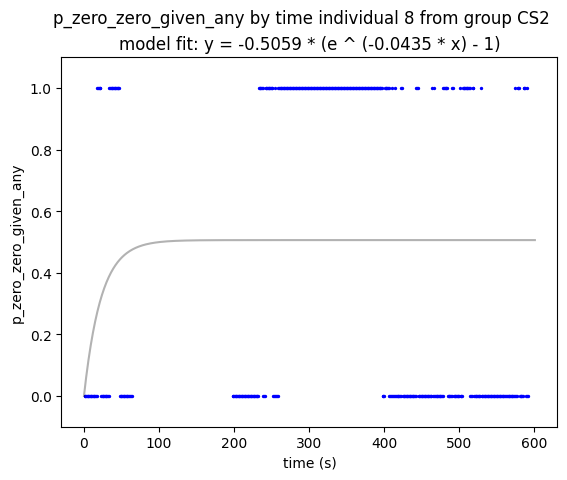 p_zero_zero_given_any by time individual 8 from group CS2
model fit: y = -0.5059 * (e ^ (-0.0435 * x) - 1)
1.0
0.8
0.6
0.4
0.2
0.0
p_zero_zero_given_any
0 100 200 300 400 500 600
time (s)